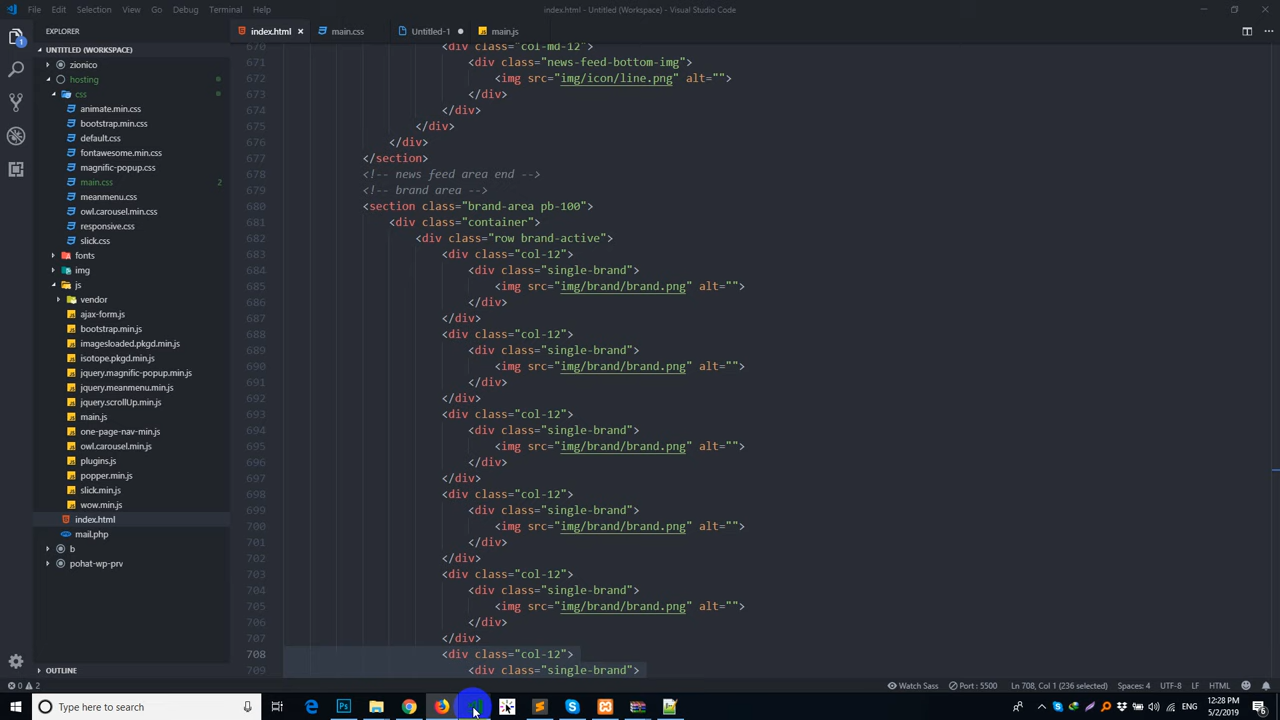 File Edit Selection View Go Debug Terminal Help
index.html - Untitled (Workspace) - Visual Studio Code
EXPLORER
index.html
main.css
Untitled-1
main.js
UNTITLED (WORKSPACE)
zionico
hosting
css
animate.min.css
bootstrap.min.css
default.css
fontawesome.min.css
magnific-popup.css
main.css 2
meanmenu.css
owl.carousel.min.css
responsive.css
slick.css
fonts
img
js
vendor
ajax-form.js
bootstrap.min.js
imagesloaded.pkgd.min.js
isotope.pkgd.min.js
jquery.magnific-popup.min.js
jquery.meanmenu.min.js
jquery.scrollUp.min.js
main.js
one-page-nav-min.js
owl.carousel.min.js
plugins.js
popper.min.js
slick.min.js
wow.min.js
index.html
mail.php
b
pohat-wp-prv
OUTLINE
670 <div class="col-md-12">
671 <div class="news-feed-bottom-img">
672 <img src="img/icon/line.png" alt="">
673 </div>
674 </div>
675 </div>
676 </div>
677 </section>
678 <!-- news feed area end -->
679 <!-- brand area -->
680 <section class="brand-area pb-100">
681 <div class="container">
682 <div class="row brand-active">
683 <div class="col-12">
684 <div class="single-brand">
685 <img src="img/brand/brand.png" alt="">
686 </div>
687 </div>
688 <div class="col-12">
689 <div class="single-brand">
690 <img src="img/brand/brand.png" alt="">
691 </div>
692 </div>
693 <div class="col-12">
694 <div class="single-brand">
695 <img src="img/brand/brand.png" alt="">
696 </div>
697 </div>
698 <div class="col-12">
699 <div class="single-brand">
700 <img src="img/brand/brand.png" alt="">
701 </div>
702 </div>
703 <div class="col-12">
704 <div class="single-brand">
705 <img src="img/brand/brand.png" alt="">
706 </div>
707 </div>
708 <div class="col-12">
709 <div class="single-brand">
0 2
Watch Sass Port : 5500 Ln 708, Col 1 (236 selected) Spaces: 4 UTF-8 LF HTML
Type here to search
12:28 PM
5/2/2019